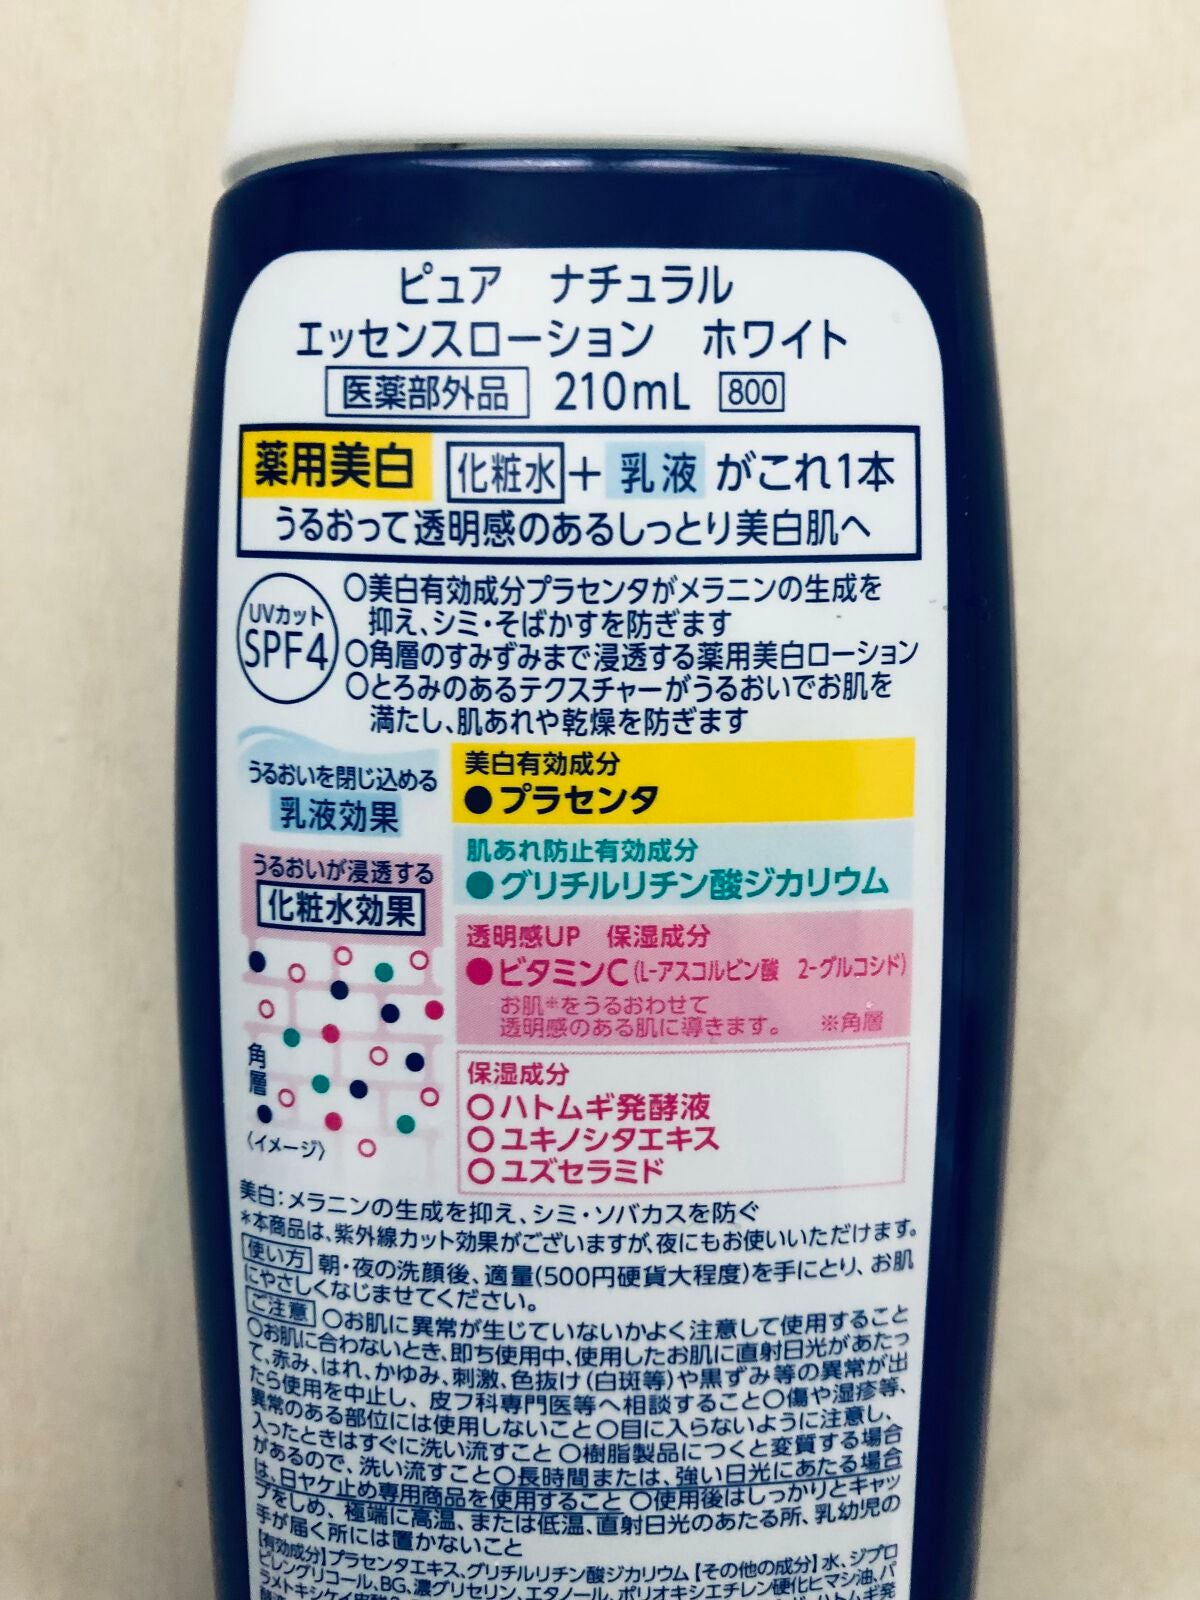 ピュア　ナチュラル
エッセンスローション　ホワイト
医薬部外品 210mL 800
薬用美白 化粧水＋乳液がこれ1本
うるおって透明感のあるしっとり美白肌へ
UVカット
SPF4
○美白有効成分プラセンタがメラニンの生成を
抑え、シミ・そばかすを防ぎます
○角層のすみずみまで浸透する薬用美白ローション
○とろみのあるテクスチャーがうるおいでお肌を
満たし、肌あれや乾燥を防ぎます
うるおいを閉じ込める
乳液効果
うるおいが浸透する
化粧水効果
角層
〈イメージ〉
美白有効成分
●プラセンタ
肌あれ防止有効成分
●グリチルリチン酸ジカリウム
透明感UP　保湿成分
●ビタミンC(L-アスコルビン酸　2-グルコシド)
お肌※をうるおわせて
透明感のある肌に導きます。　※角層
保湿成分
○ハトムギ発酵液
○ユキノシタエキス
○ユズセラミド
美白：メラニンの生成を抑え、シミ・ソバカスを防ぐ
＊本商品は、紫外線カット効果がございますが、夜にもお使いいただけます。
使い方 朝・夜の洗顔後、適量(500円硬貨大程度)を手にとり、お肌
にやさしくなじませてください。
ご注意 ○お肌に異常が生じていないかよく注意して使用すること
○お肌に合わないとき、即ち使用中、使用したお肌に直射日光があたっ
て、赤み、はれ、かゆみ、刺激、色抜け(白斑等)や黒ずみ等の異常が出
たら使用を中止し、皮フ科専門医等へ相談すること○傷や湿疹等、
異常のある部位には使用しないこと○目に入らないように注意し、
入ったときはすぐに洗い流すこと ○樹脂製品につくと変質する場合
があるので、洗い流すこと○長時間または、強い日光にあたる場合
は、日ヤケ止め専用商品を使用すること ○使用後はしっかりとキャッ
プをしめ、極端に高温、または低温、直射日光のあたる所、乳幼児の
手が届く所には置かないこと
【有効成分】プラセンタエキス、グリチルリチン酸ジカリウム【その他の成分】水、ジプロ
ピレングリコール、BG、濃グリセリン、エタノール、ポリオキシエチレン硬化ヒマシ油、パ
ラメトキシケイ皮酸